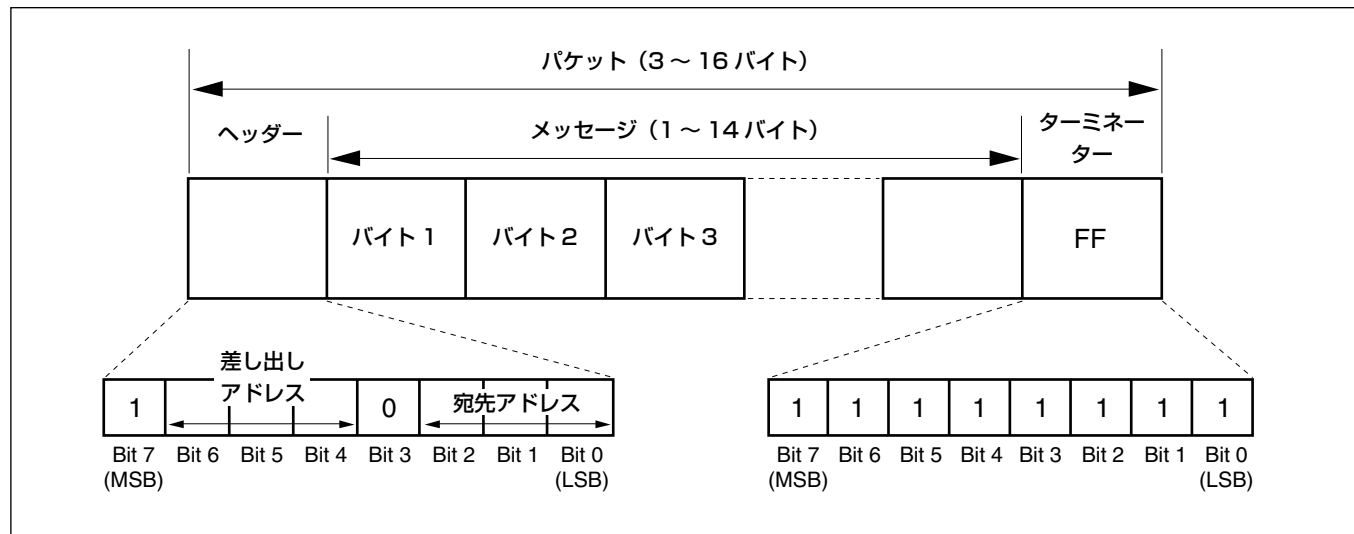 パケット（3 ～ 16 バイト）
ヘッダー
メッセージ（1 ～ 14 バイト）
ターミネー
ター
バイト 1 バイト 2 バイト 3 FF
差し出し
アドレス
1 0 宛先アドレス
Bit 7 Bit 6 Bit 5 Bit 4 Bit 3 Bit 2 Bit 1 Bit 0
(MSB) (LSB)
1 1 1 1 1 1 1 1
Bit 7 Bit 6 Bit 5 Bit 4 Bit 3 Bit 2 Bit 1 Bit 0
(MSB) (LSB)